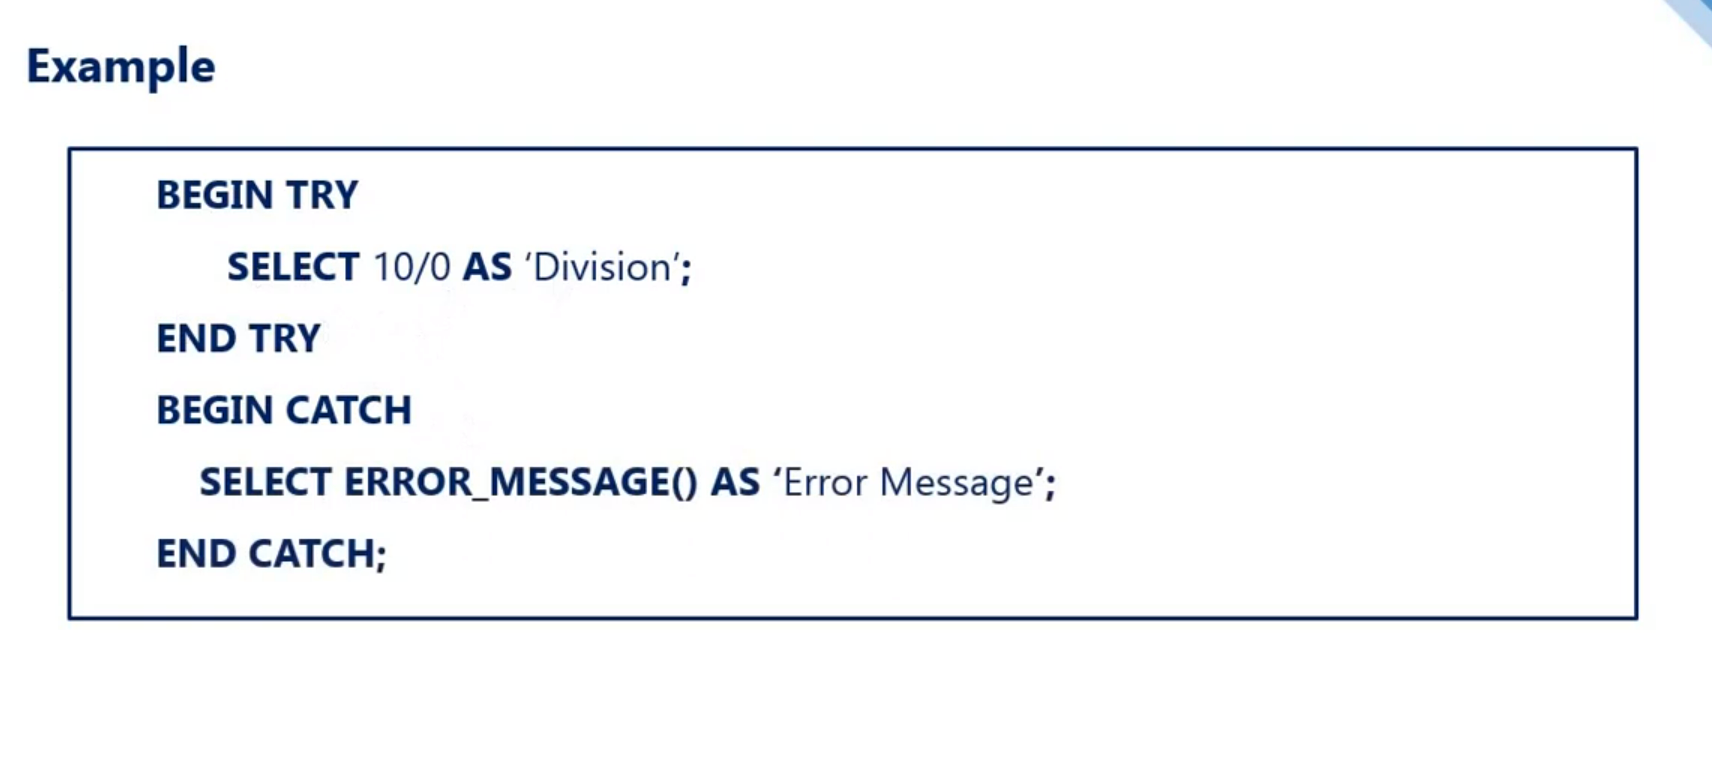 Example
BEGIN TRY
SELECT 10/0 AS ‘Division’;
END TRY
BEGIN CATCH
SELECT ERROR_MESSAGE() AS ‘Error Message’;
END CATCH;